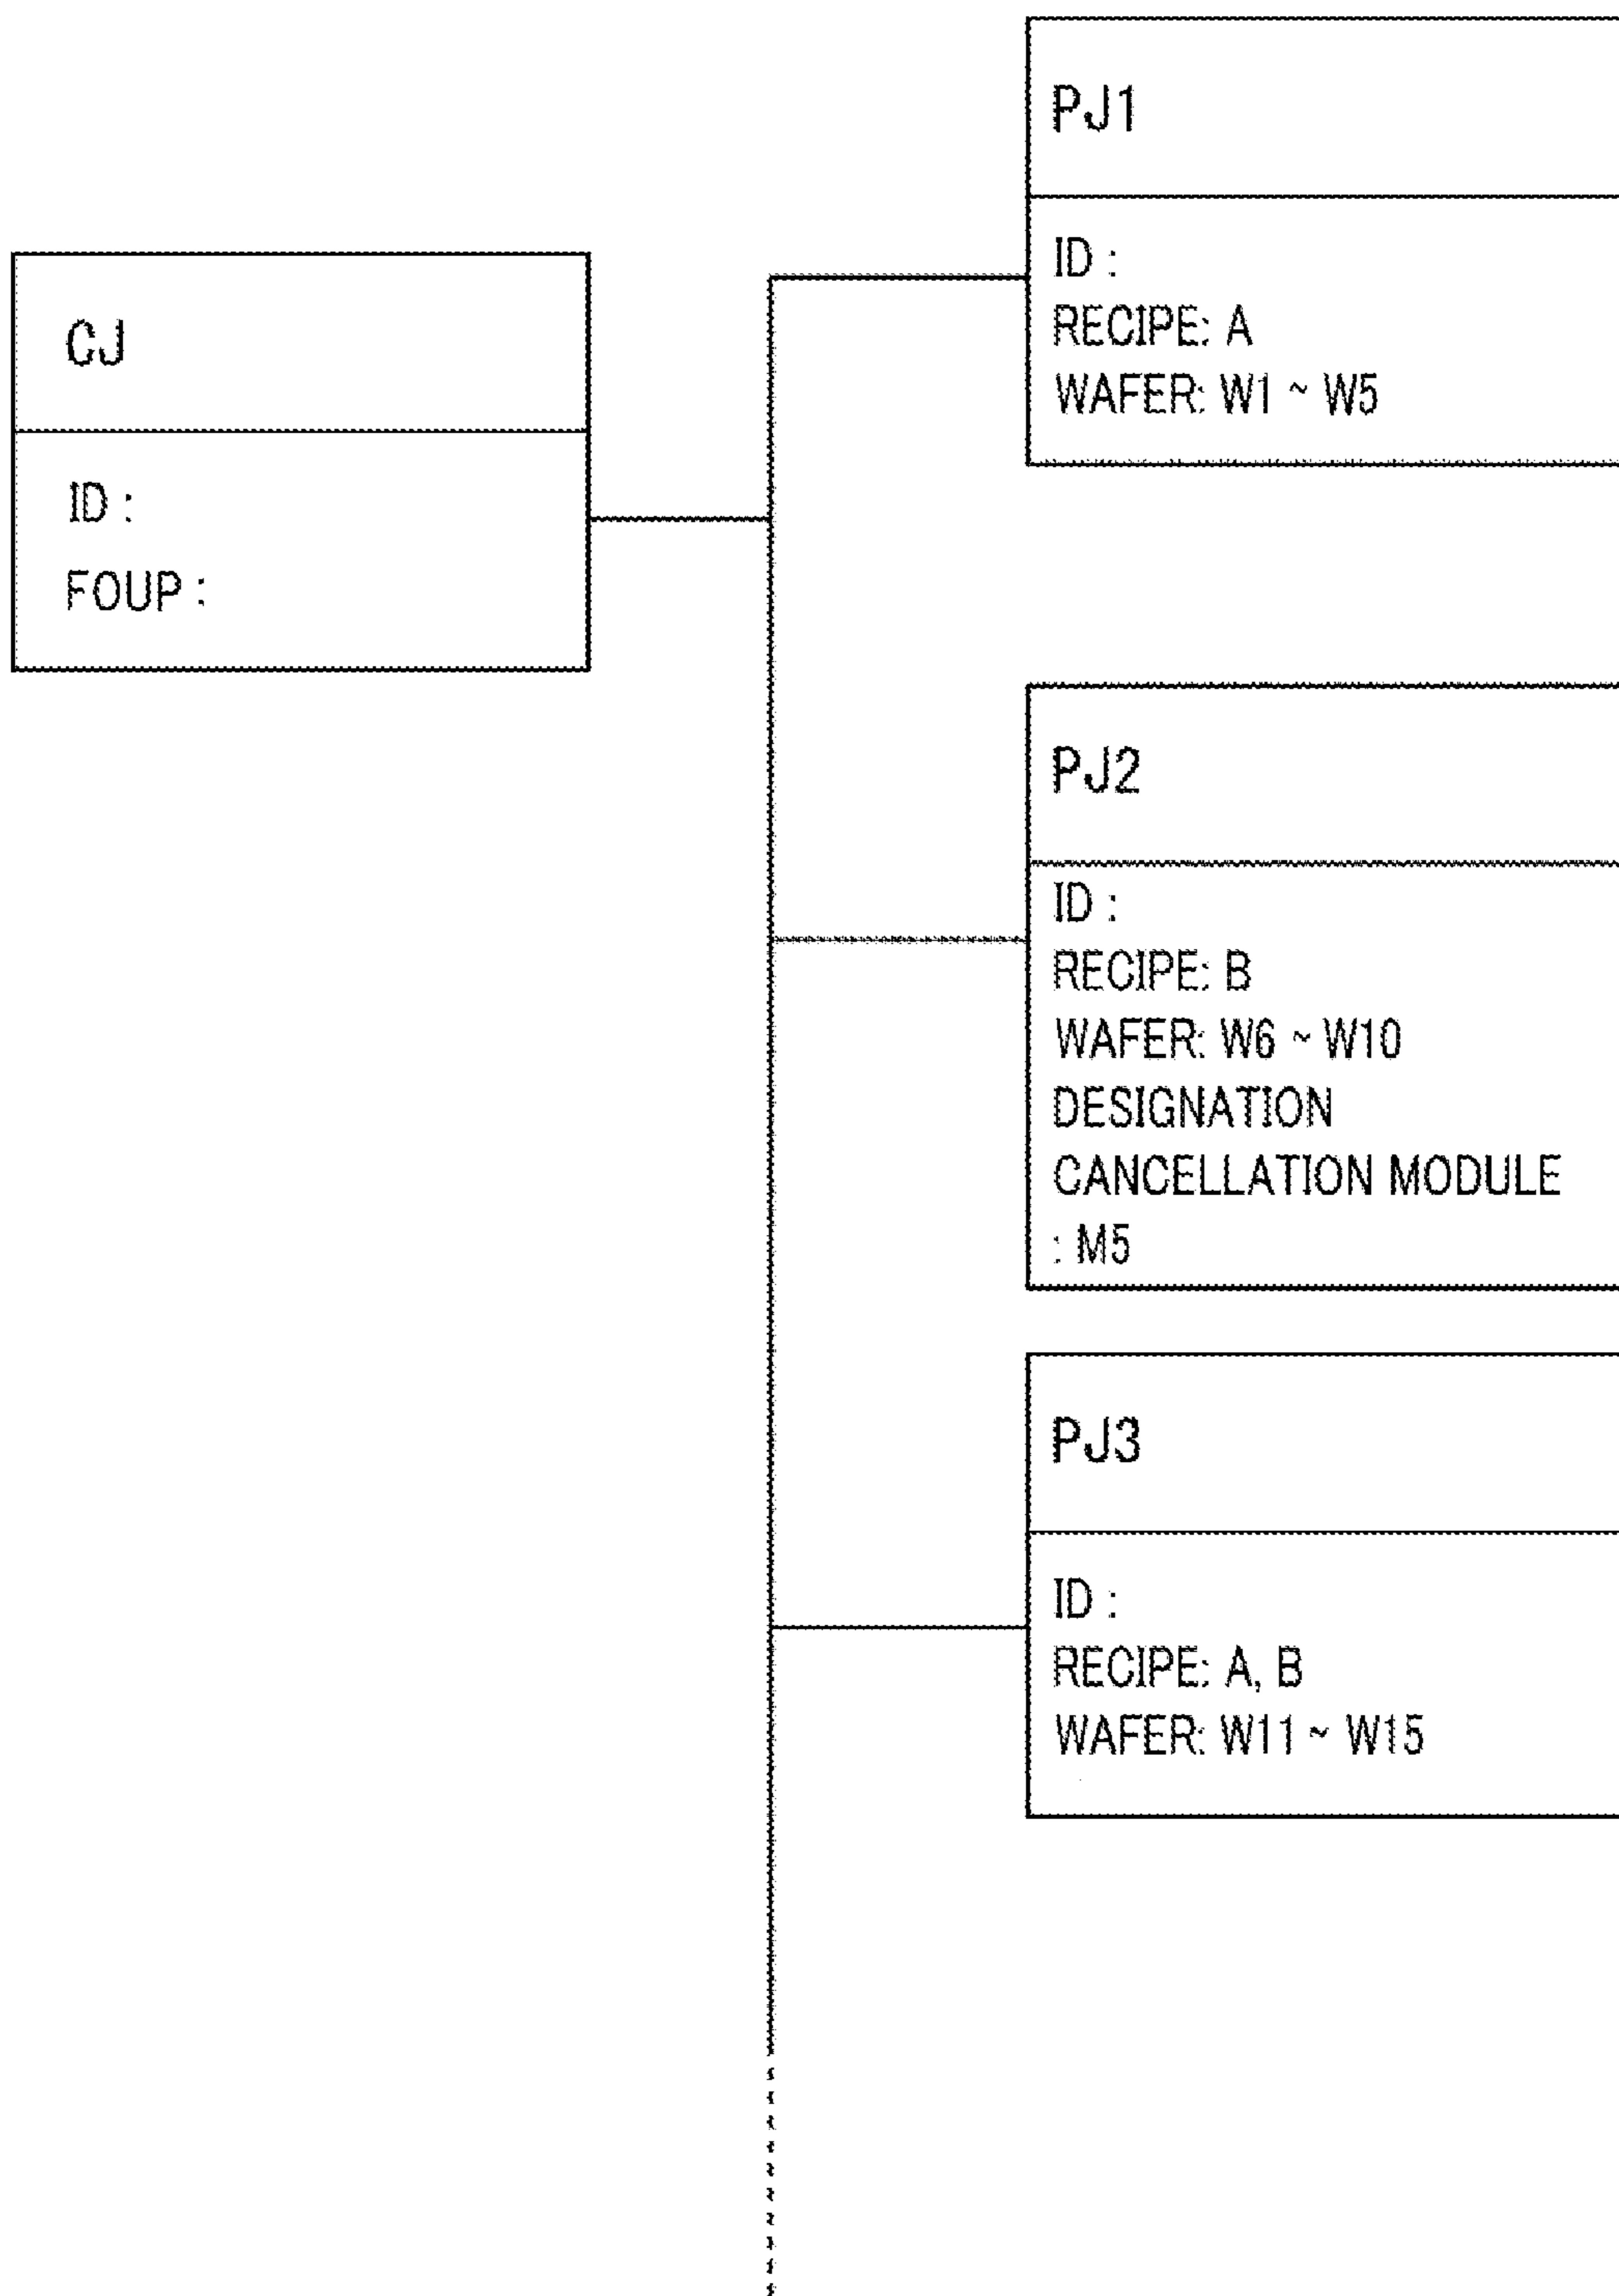 CJ
ID :
FOUP :
PJ1
ID :
RECIPE: A
WAFER: W1 ~ W5
PJ2
ID :
RECIPE: B
WAFER: W6 ~ W10
DESIGNATION
CANCELLATION MODULE
: M5
PJ3
ID :
RECIPE: A, B
WAFER: W11 ~ W15